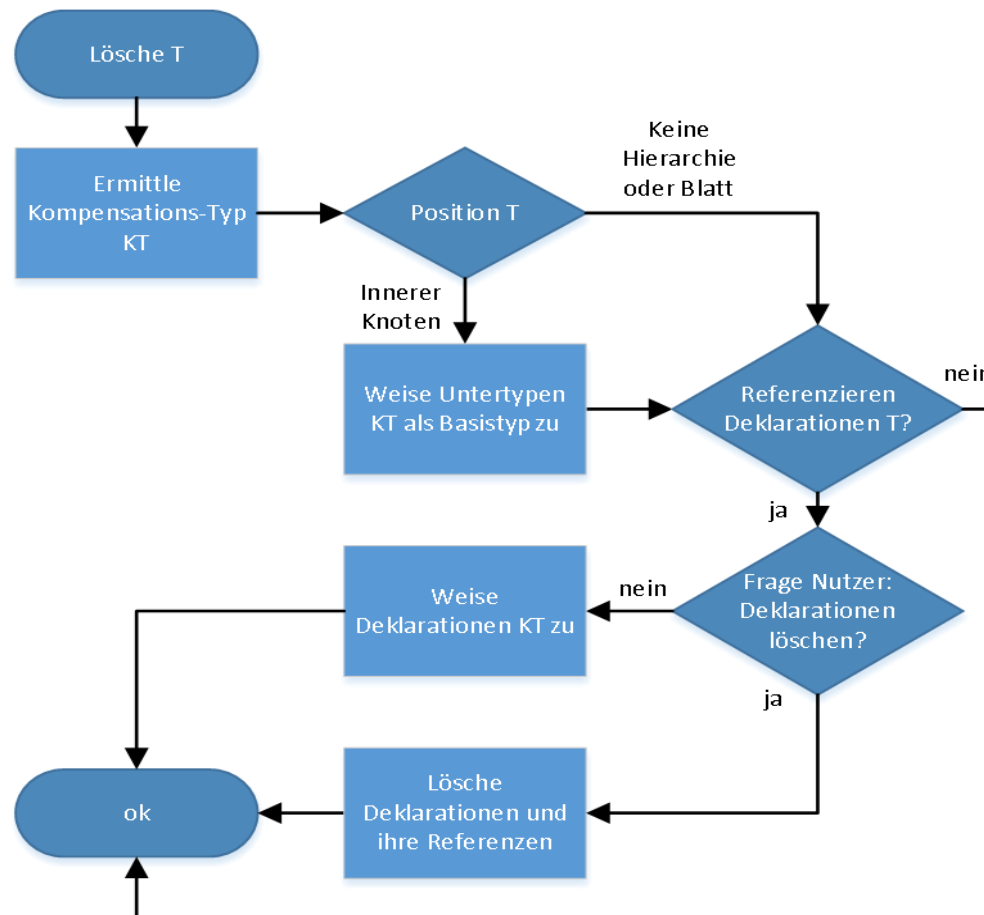 Lösche T
Ermittle
Kompensations-Typ
KT
Position T
Keine
Hierarchie
oder Blatt
Innerer
Knoten
Weise Untertypen
KT als Basistyp zu
Referenzieren
Deklarationen T?
nein
ja
Frage Nutzer:
Deklarationen
löschen?
nein
Weise
Deklarationen KT zu
ja
Lösche
Deklarationen und
ihre Referenzen
ok